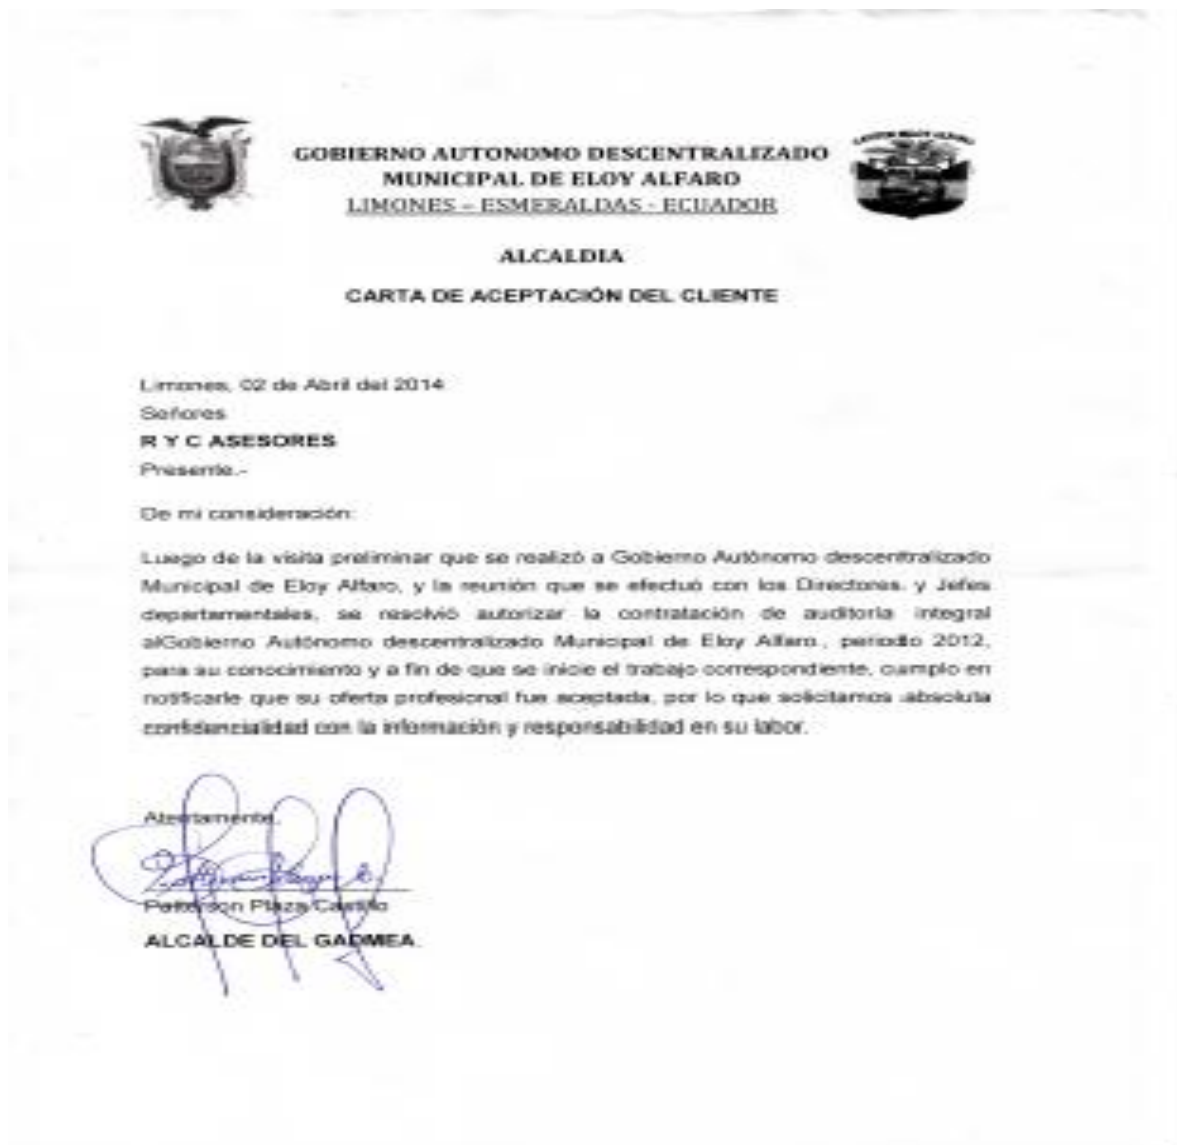 GOBIERNO AUTONOMO DESCENTRALIZADO
MUNICIPAL DE ELOY ALFARO
LIMONES – ESMERALDAS - ECUADOR
ALCALDIA
CARTA DE ACEPTACIÓN DEL CLIENTE
Limones, 02 de Abril del 2014
Señores
R Y C ASESORES
Presente.-
De mi consideración:
Luego de la visita preliminar que se realizó a Gobierno Autónomo descentralizado
Municipal de Eloy Alfaro, y la reunión que se efectuó con los Directores. y Jefes
departamentales, se resolvió autorizar la contratación de auditoría integral
alGobierno Autónomo descentralizado Municipal de Eloy Alfaro., periodo 2012,
para su conocimiento y a fin de que se inicie el trabajo correspondiente, cumplo en
notificarle que su oferta profesional fue aceptada, por lo que solicitamos absoluta
confidencialidad con la información y responsabilidad en su labor.
Atentamente,
Patterson Plaza Castillo
ALCALDE DEL GADMEA.